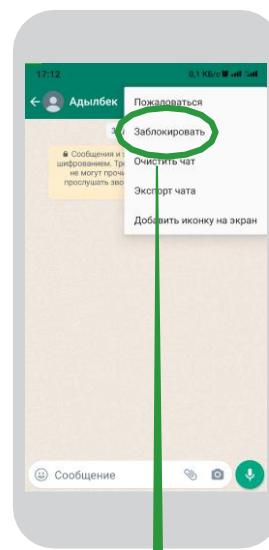 17:12 0,1 КБ/с
Адылбек
Пожаловаться
Заблокировать
Очистить чат
Экспорт чата
Добавить иконку на экран
Сообщения и
шифрованием. Тр
не могут прочи
прослушать зво
Сообщение